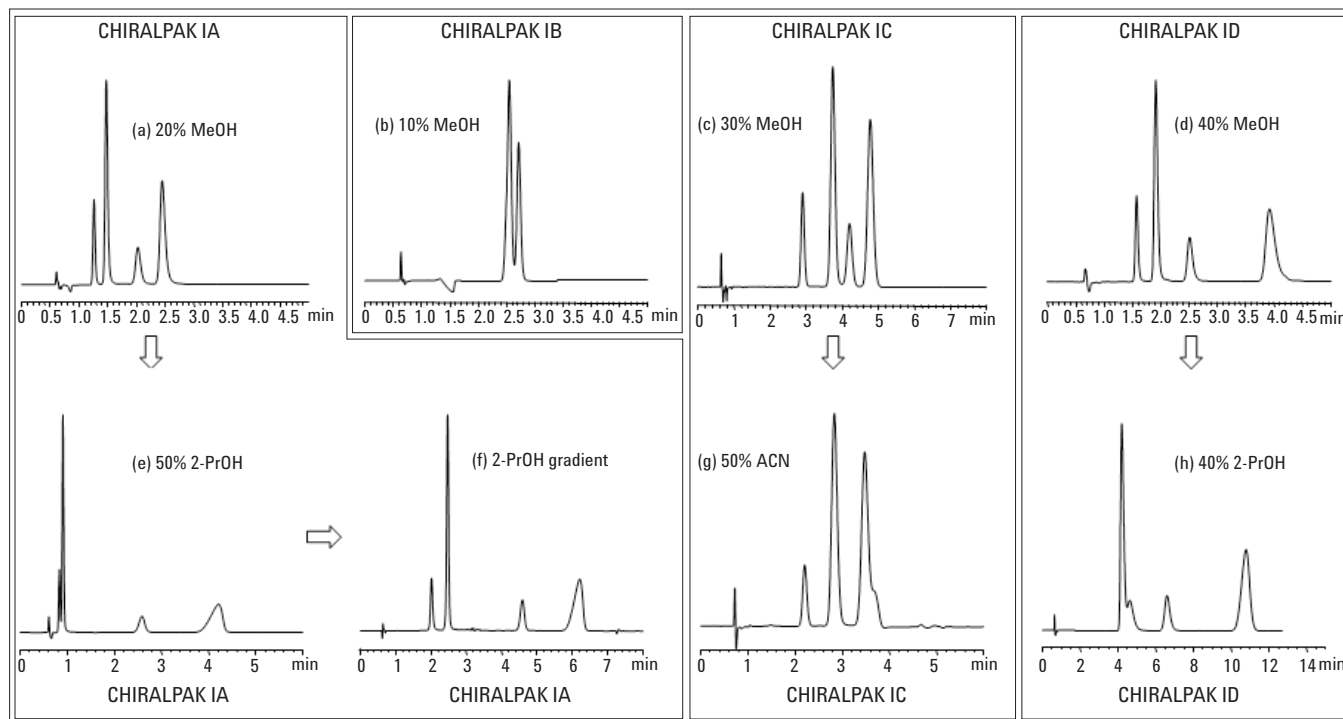 CHIRALPAK IA
(a) 20% MeOH
0 0.5 1.0 1.5 2.0 2.5 3.0 3.5 4.0 4.5 min
CHIRALPAK IB
(b) 10% MeOH
0 0.5 1.0 1.5 2.0 2.5 3.0 3.5 4.0 4.5 min
CHIRALPAK IC
(c) 30% MeOH
0 1 2 3 4 5 6 7 min
CHIRALPAK ID
(d) 40% MeOH
0 0.5 1.0 1.5 2.0 2.5 3.0 3.5 4.0 4.5 min
(e) 50% 2-PrOH
0 1 2 3 4 5 min
CHIRALPAK IA
(f) 2-PrOH gradient
0 1 2 3 4 5 6 7 min
CHIRALPAK IA
(g) 50% ACN
0 1 2 3 4 5 min
CHIRALPAK IC
(h) 40% 2-PrOH
0 2 4 6 8 10 12 14 min
CHIRALPAK ID